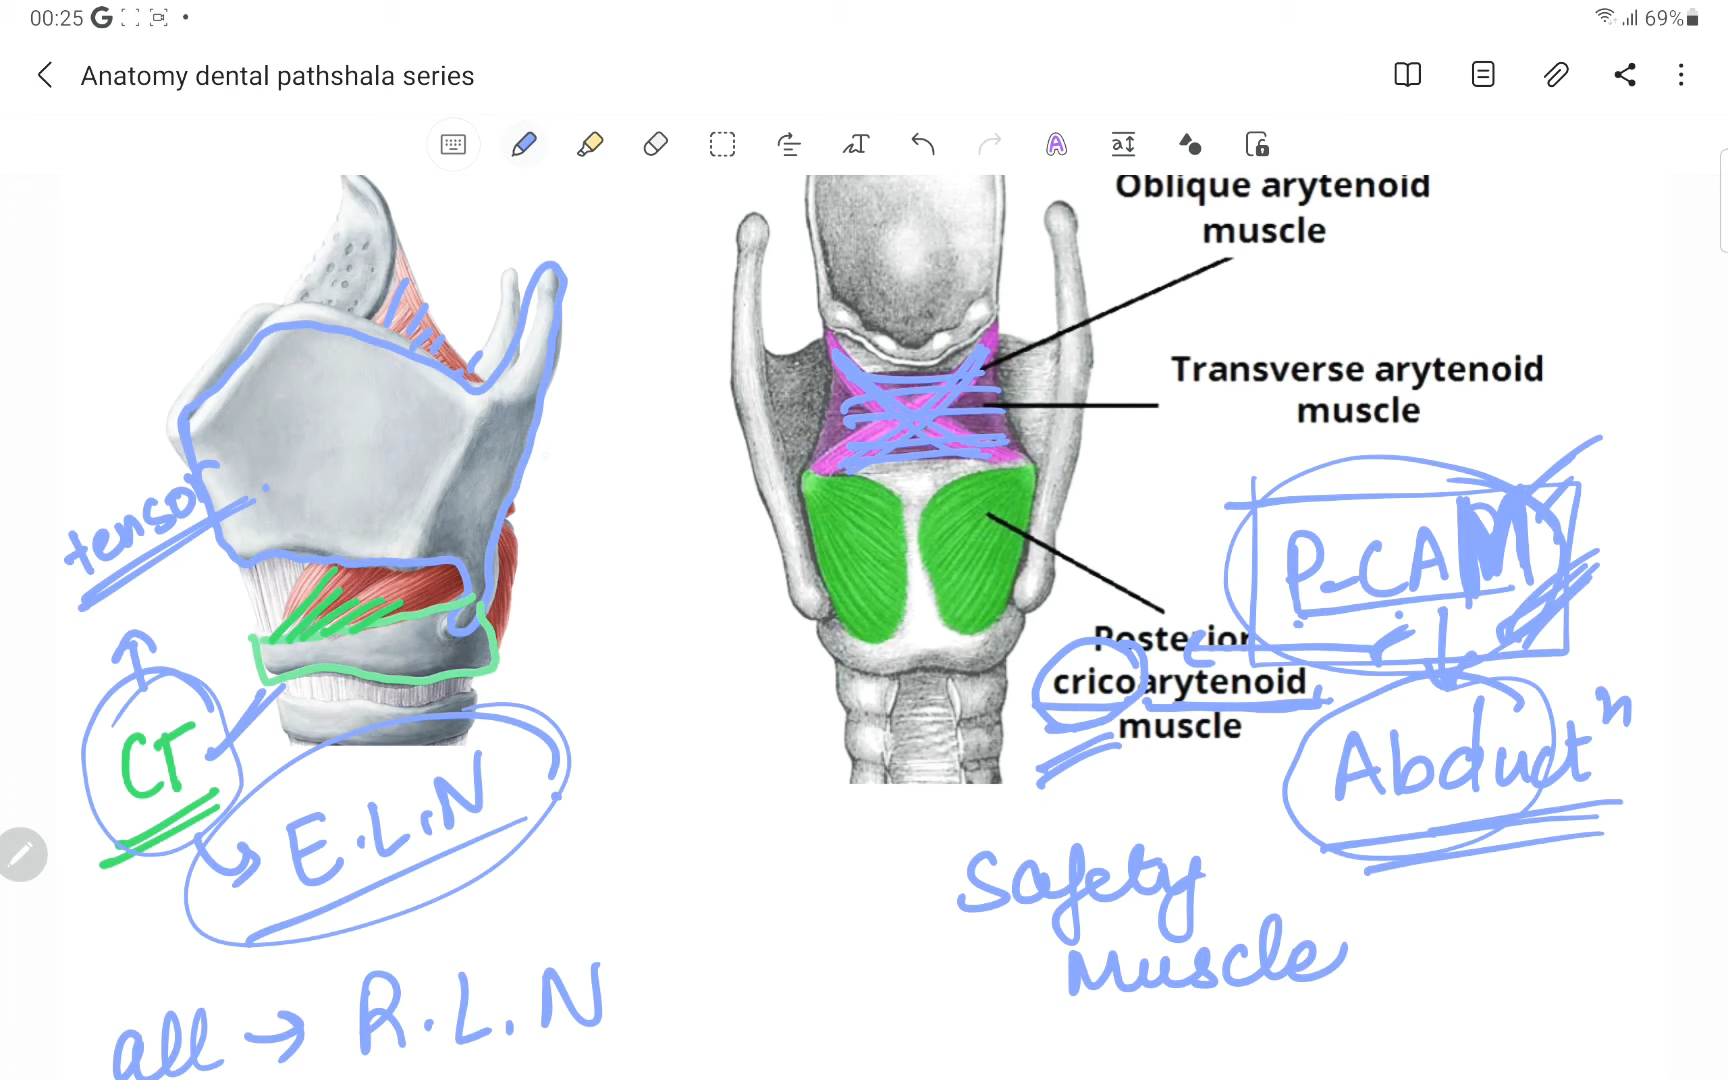 00:25 G
69%
Anatomy dental pathshala series
Oblique arytenoid
muscle
Transverse arytenoid
muscle
tensor
P-CAM
Posterior
cricoarytenoid
muscle
Abductn
CT
E.L.N
Safety
Muscle
all → R.L.N